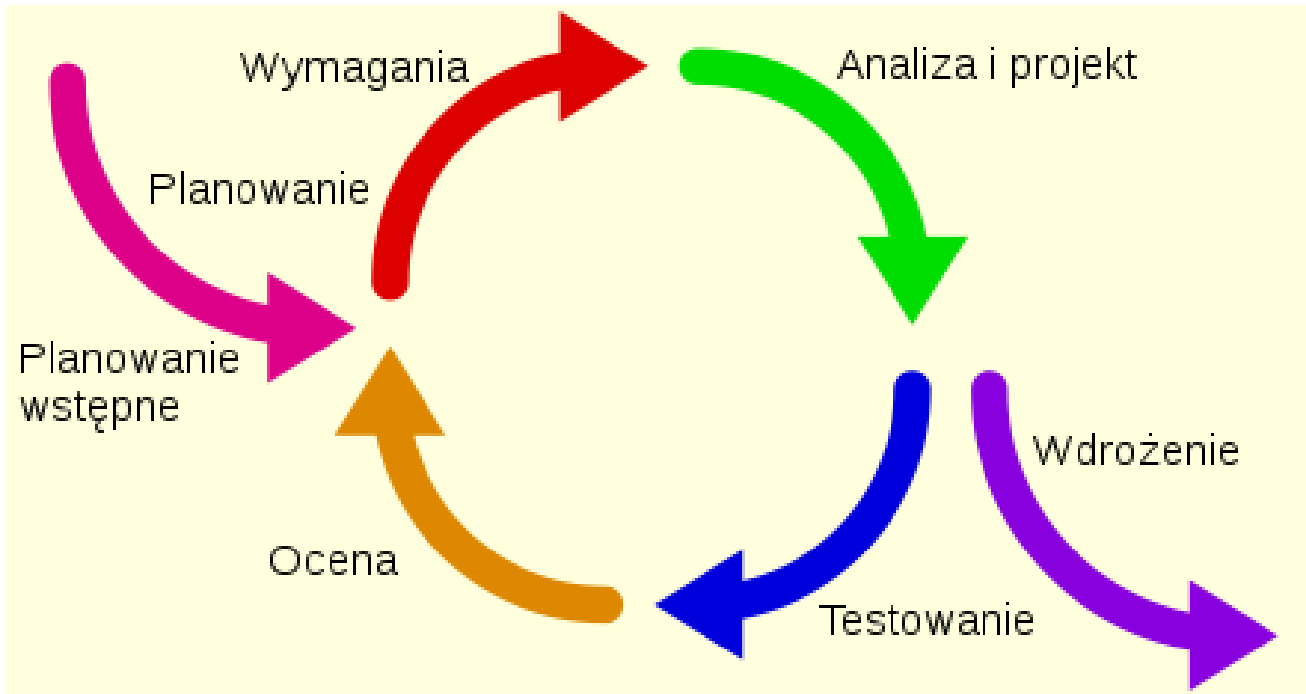 Wymagania
Analiza i projekt
Planowanie
Planowanie
wstępne
Wdrożenie
Ocena
Testowanie